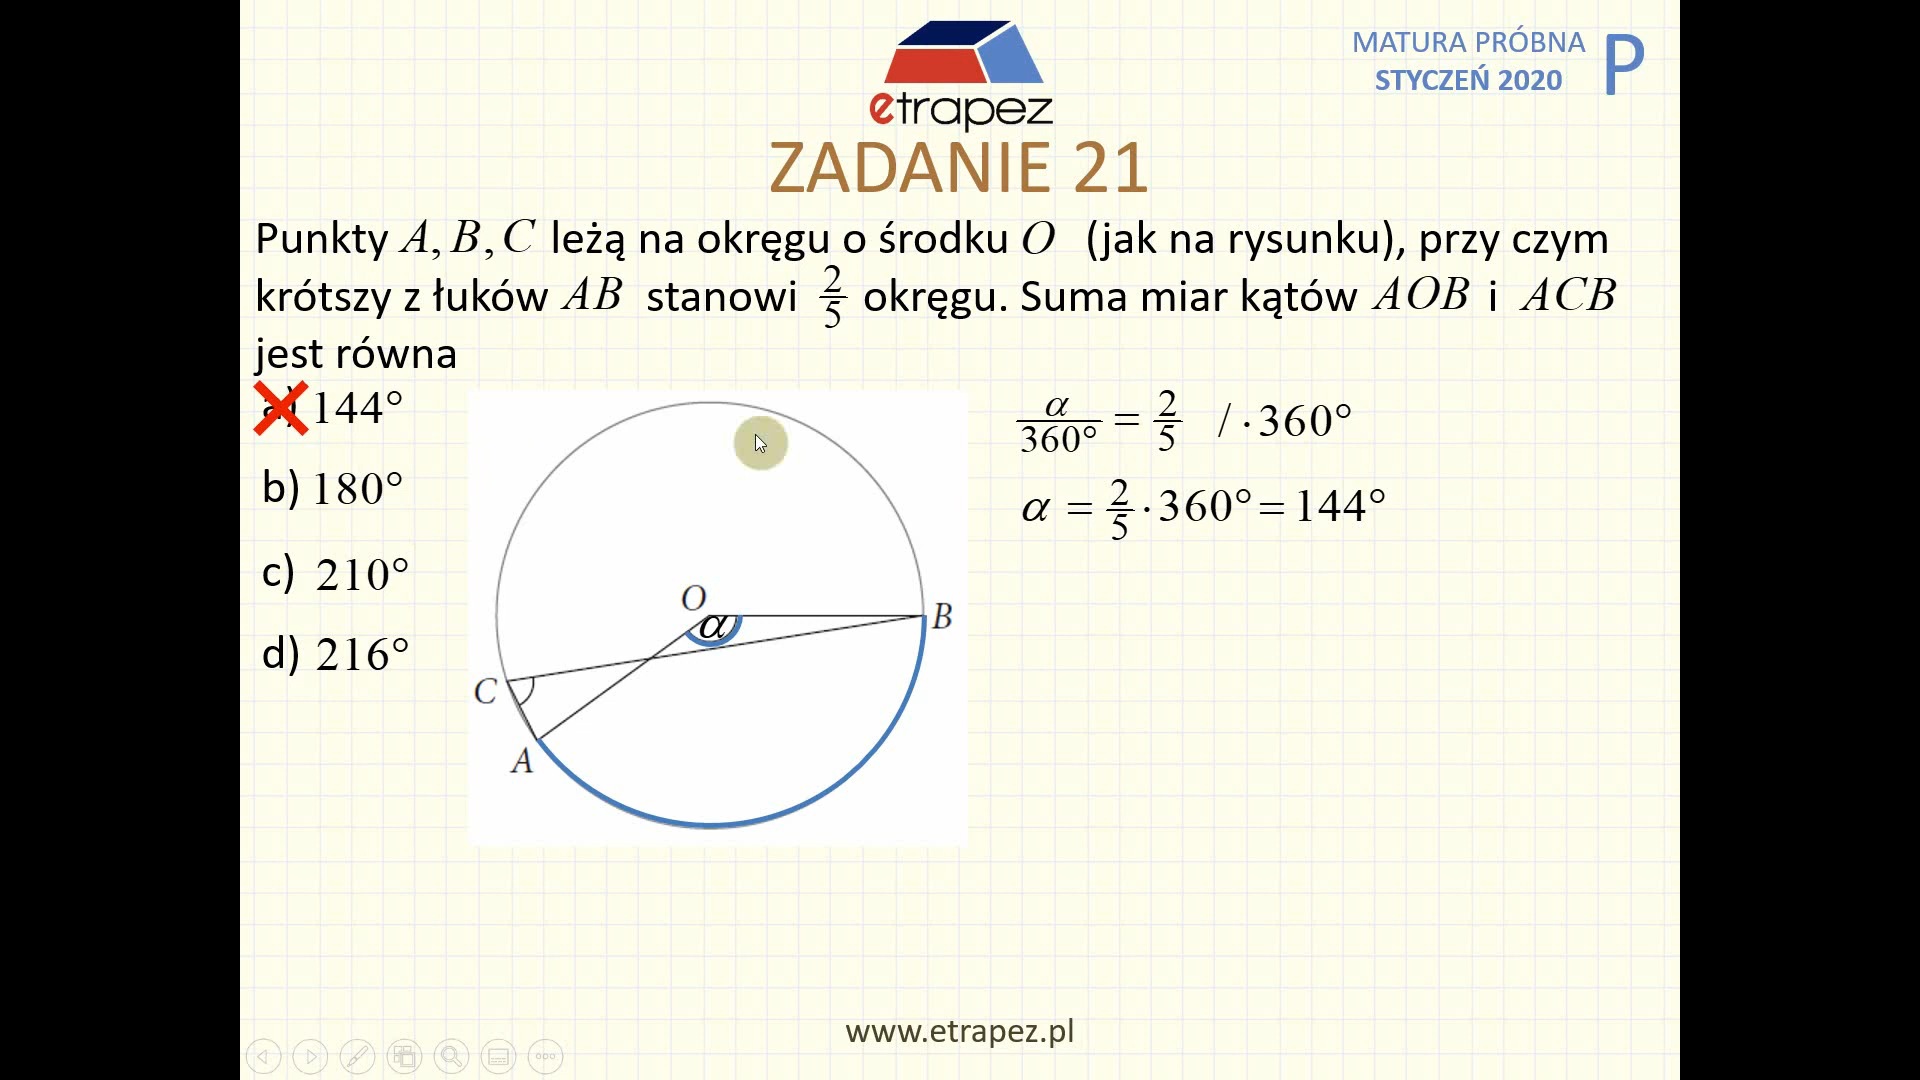 etrapez
MATURA PRÓBNA
STYCZEŃ 2020
P
ZADANIE 21
Punkty A, B, C leżą na okręgu o środku O (jak na rysunku), przy czym
krótszy z łuków AB stanowi 2/5 okręgu. Suma miar kątów AOB i ACB
jest równa
a) 144°
b) 180°
c) 210°
d) 216°
O
α
B
C
A
α/360° = 2/5 / ·360°
α = 2/5 · 360° = 144°
www.etrapez.pl